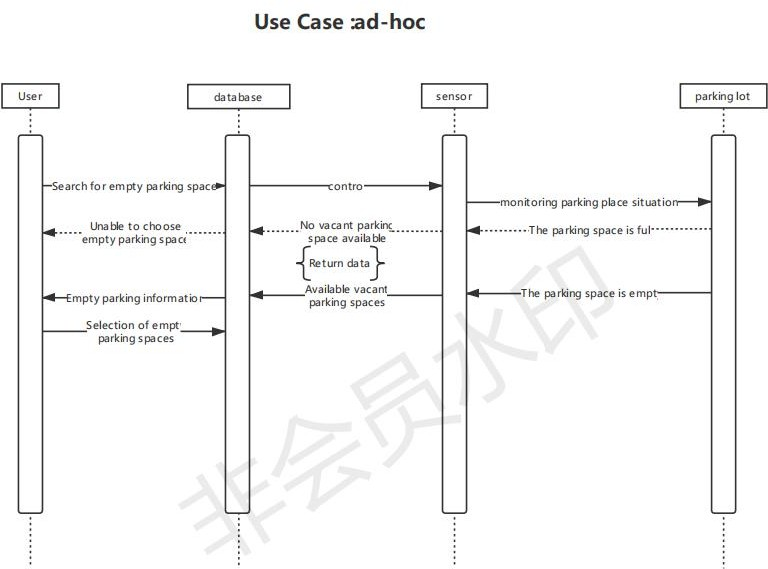 Use Case :ad-hoc
User
database
sensor
parking lot
Search for empty parking space
contro
monitoring parking place situation
Unable to choose
empty parking space
No vacant parking
space available
The parking space is ful
Return data
Empty parking information
Available vacant
parking spaces
The parking space is empt
Selection of empt
parking spaces
非会员水印